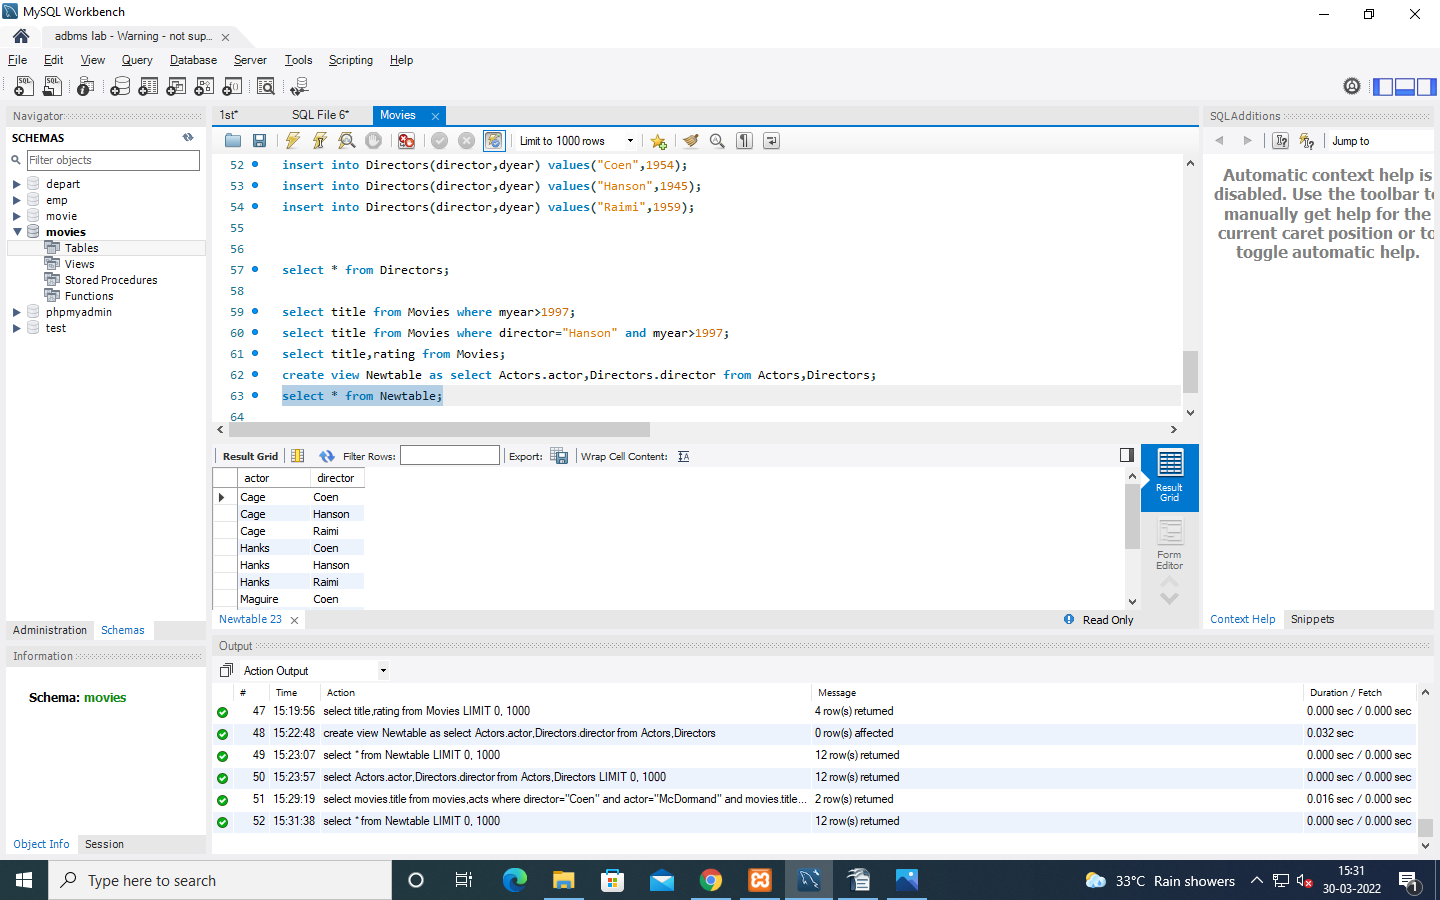 MySQL Workbench
adbms lab - Warning - not sup...
File Edit View Query Database Server Tools Scripting Help
Navigator
SCHEMAS
Filter objects
depart
emp
movie
movies
Tables
Views
Stored Procedures
Functions
phpmyadmin
test
Administration Schemas
Information
Schema: movies
Object Info Session
1st* SQL File 6* Movies
Limit to 1000 rows
52 insert into Directors(director,dyear) values("Coen",1954);
53 insert into Directors(director,dyear) values("Hanson",1945);
54 insert into Directors(director,dyear) values("Raimi",1959);
55
56
57 select * from Directors;
58
59 select title from Movies where myear>1997;
60 select title from Movies where director="Hanson" and myear>1997;
61 select title,rating from Movies;
62 create view Newtable as select Actors.actor,Directors.director from Actors,Directors;
63 select * from Newtable;
64
Result Grid Filter Rows: Export: Wrap Cell Content:
actor director
Cage Coen
Cage Hanson
Cage Raimi
Hanks Coen
Hanks Hanson
Hanks Raimi
Maguire Coen
Result
Grid
Form
Editor
Newtable 23 Read Only
SQLAdditions
Jump to
Automatic context help is
disabled. Use the toolbar to
manually get help for the
current caret position or to
toggle automatic help.
Context Help Snippets
Output
Action Output
# Time Action Message Duration / Fetch
47 15:19:56 select title,rating from Movies LIMIT 0, 1000 4 row(s) returned 0.000 sec / 0.000 sec
48 15:22:48 create view Newtable as select Actors.actor,Directors.director from Actors,Directors 0 row(s) affected 0.032 sec
49 15:23:07 select * from Newtable LIMIT 0, 1000 12 row(s) returned 0.000 sec / 0.000 sec
50 15:23:57 select Actors.actor,Directors.director from Actors,Directors LIMIT 0, 1000 12 row(s) returned 0.000 sec / 0.000 sec
51 15:29:19 select movies.title from movies,acts where director="Coen" and actor="McDormand" and movies.title... 2 row(s) returned 0.016 sec / 0.000 sec
52 15:31:38 select * from Newtable LIMIT 0, 1000 12 row(s) returned 0.000 sec / 0.000 sec
Type here to search
33°C Rain showers
15:31
30-03-2022
1